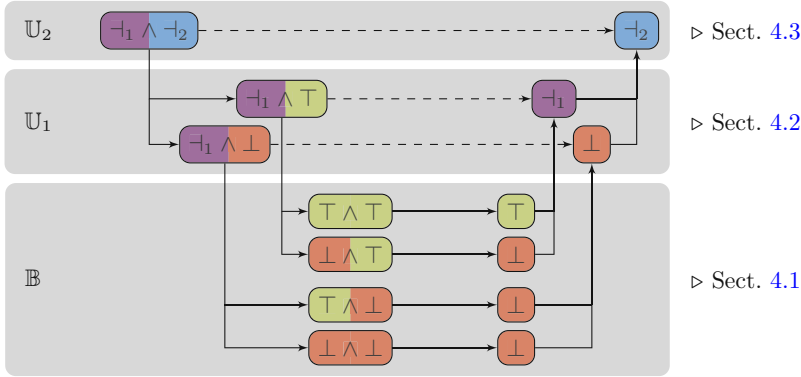 𝕌₂ ⊣₁ ∧ ⊣₂ ⊣₂ ▷ Sect. 4.3
⊣₁ ∧ ⊤ ⊣₁
𝕌₁ ▷ Sect. 4.2
⊣₁ ∧ ⊥ ⊥
⊤ ∧ ⊤ ⊤
⊥ ∧ ⊤ ⊥
𝔹 ▷ Sect. 4.1
⊤ ∧ ⊥ ⊥
⊥ ∧ ⊥ ⊥